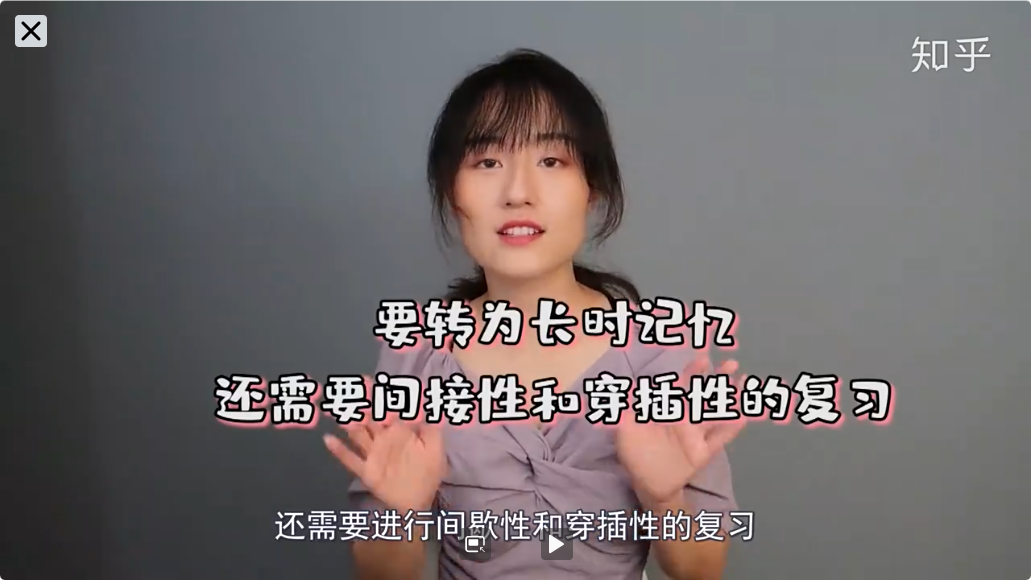 知乎
要转为长时记忆
还需要间接性和穿插性的复习
还需要进行间歇性和穿插性的复习